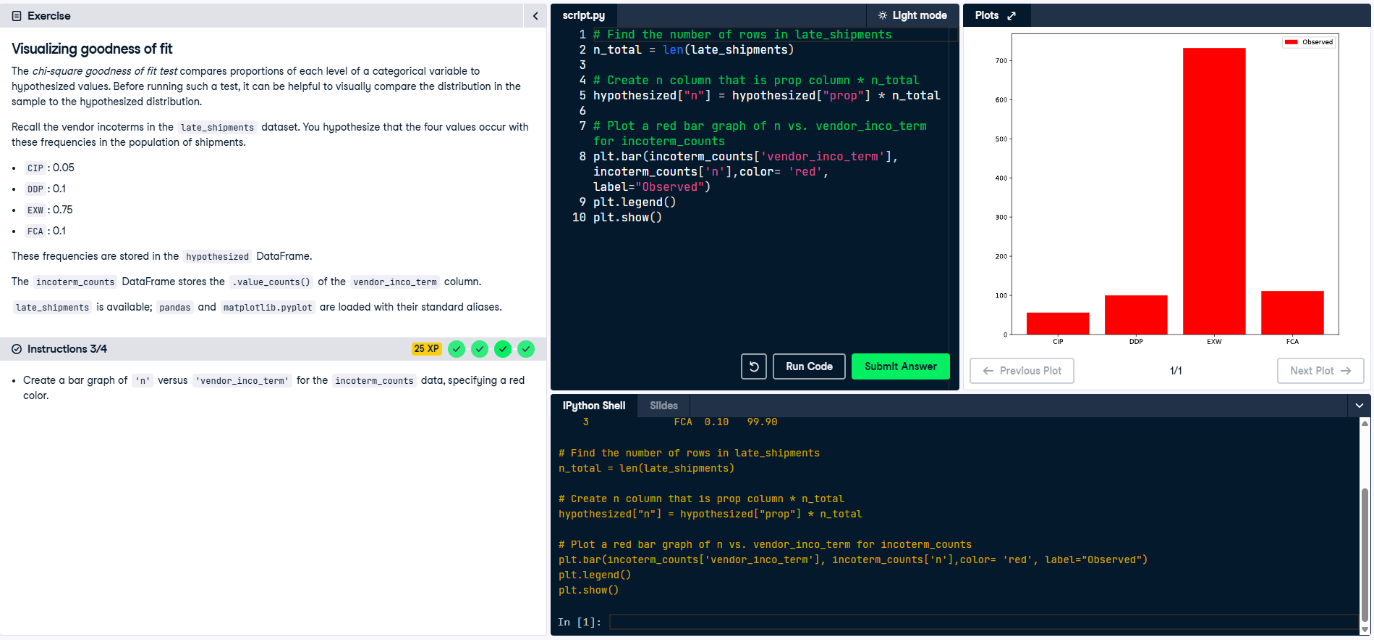 Exercise
Visualizing goodness of fit
The chi-square goodness of fit test compares proportions of each level of a categorical variable to
hypothesized values. Before running such a test, it can be helpful to visually compare the distribution in the
sample to the hypothesized distribution.
Recall the vendor incoterms in the late_shipments dataset. You hypothesize that the four values occur with
these frequencies in the population of shipments.
• CIP : 0.05
• DDP : 0.1
• EXW : 0.75
• FCA : 0.1
These frequencies are stored in the hypothesized DataFrame.
The incoterm_counts DataFrame stores the .value_counts() of the vendor_inco_term column.
late_shipments is available; pandas and matplotlib.pyplot are loaded with their standard aliases.
Instructions 3/4
25 XP
• Create a bar graph of 'n' versus 'vendor_inco_term' for the incoterm_counts data, specifying a red
color.
script.py
Light mode
1 # Find the number of rows in late_shipments
2 n_total = len(late_shipments)
3
4 # Create n column that is prop column * n_total
5 hypothesized["n"] = hypothesized["prop"] * n_total
6
7 # Plot a red bar graph of n vs. vendor_inco_term
for incoterm_counts
8 plt.bar(incoterm_counts['vendor_inco_term'],
incoterm_counts['n'],color= 'red',
label="Observed")
9 plt.legend()
10 plt.show()
Run Code
Submit Answer
Plots
Observed
700
600
500
400
300
200
100
0
CIP DDP EXW FCA
← Previous Plot
1/1
Next Plot →
IPython Shell
Slides
3 FCA 0.10 99.90
# Find the number of rows in late_shipments
n_total = len(late_shipments)
# Create n column that is prop column * n_total
hypothesized["n"] = hypothesized["prop"] * n_total
# Plot a red bar graph of n vs. vendor_inco_term for incoterm_counts
plt.bar(incoterm_counts['vendor_inco_term'], incoterm_counts['n'],color= 'red', label="Observed")
plt.legend()
plt.show()
In [1]: